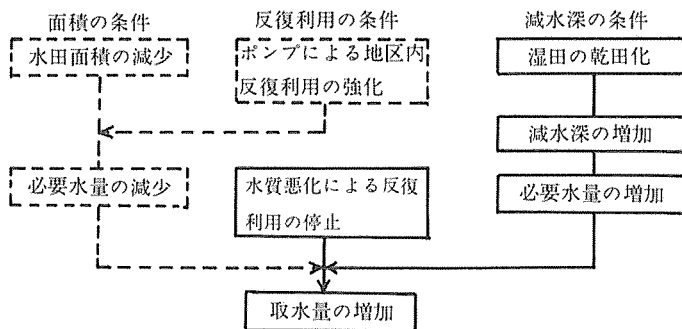 面積の条件
反復利用の条件
減水深の条件
水田面積の減少
ポンプによる地区内
反復利用の強化
湿田の乾田化
減水深の増加
必要水量の減少
水質悪化による反復
利用の停止
必要水量の増加
取水量の増加